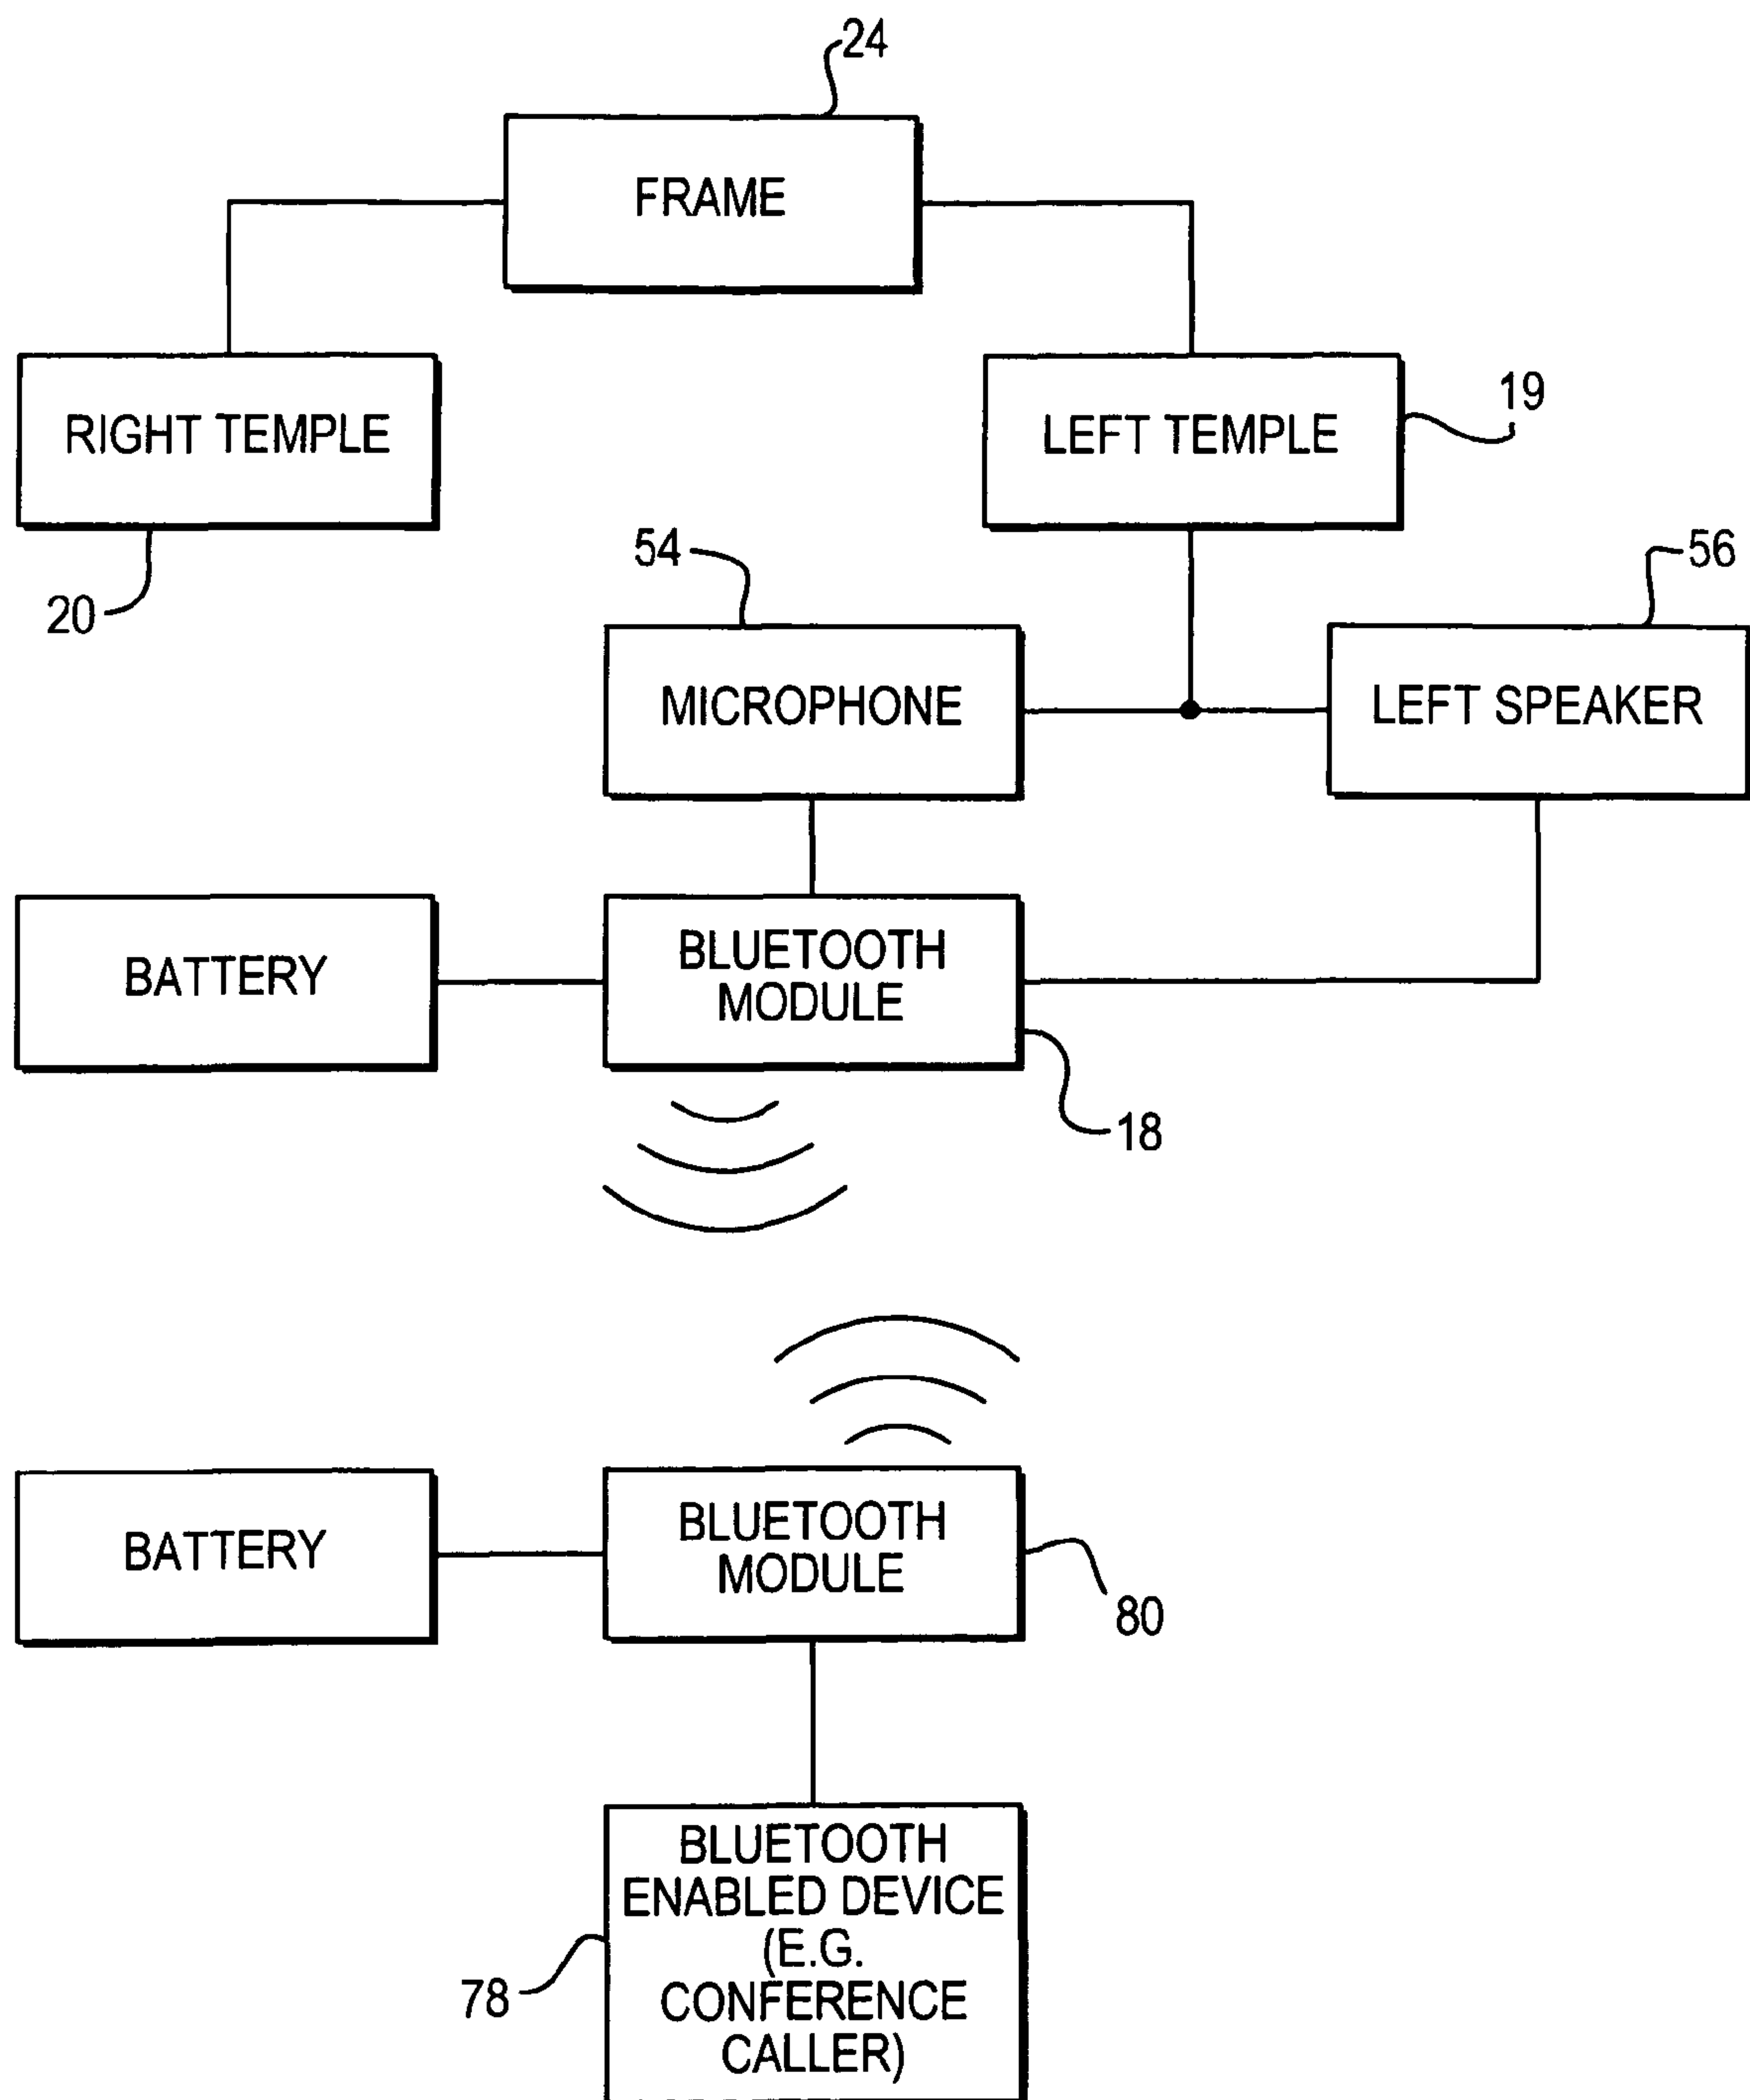 24
FRAME
RIGHT TEMPLE
LEFT TEMPLE
19
20
54
56
MICROPHONE
LEFT SPEAKER
BATTERY
BLUETOOTH
MODULE
18
BATTERY
BLUETOOTH
MODULE
80
BLUETOOTH
ENABLED DEVICE
(E.G.
CONFERENCE
CALLER)
78